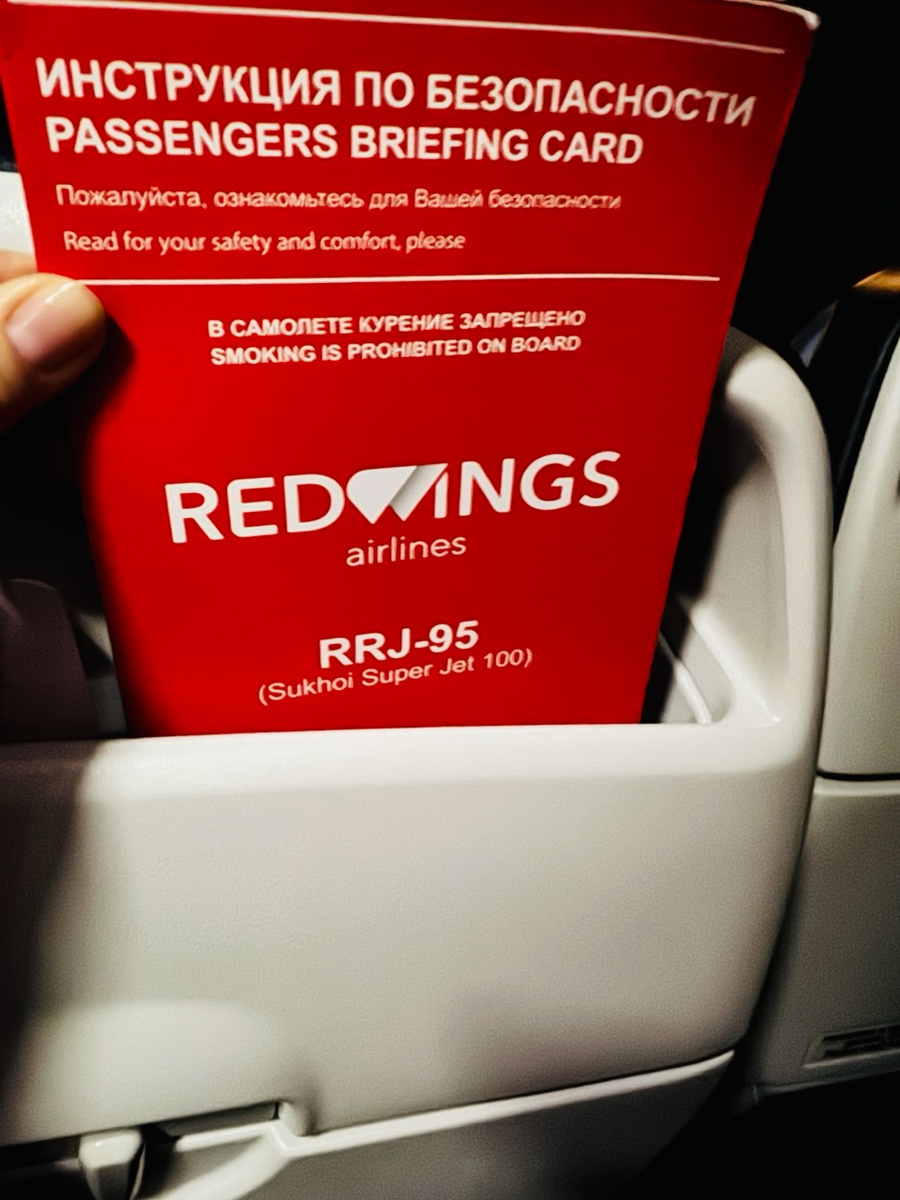 ИНСТРУКЦИЯ ПО БЕЗОПАСНОСТИ
PASSENGERS BRIEFING CARD
Пожалуйста, ознакомьтесь для Вашей безопасности
Read for your safety and comfort, please
В САМОЛЕТЕ КУРЕНИЕ ЗАПРЕЩЕНО
SMOKING IS PROHIBITED ON BOARD
REDWINGS
airlines
RRJ-95
(Sukhoi Super Jet 100)